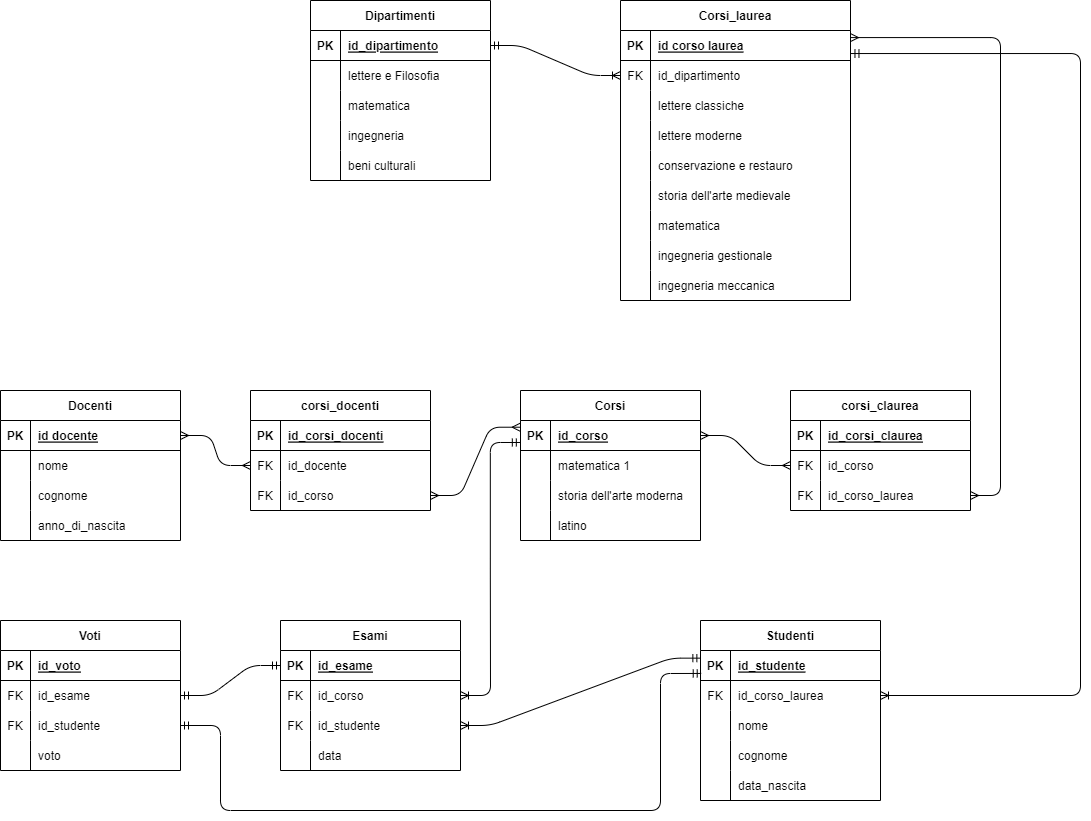 Dipartimenti
PK id_dipartimento
lettere e Filosofia
matematica
ingegneria
beni culturali
Corsi_laurea
PK id corso laurea
FK id_dipartimento
lettere classiche
lettere moderne
conservazione e restauro
storia dell'arte medievale
matematica
ingegneria gestionale
ingegneria meccanica
Docenti
PK id docente
nome
cognome
anno_di_nascita
corsi_docenti
PK id_corsi_docenti
FK id_docente
FK id_corso
Corsi
PK id_corso
matematica 1
storia dell'arte moderna
latino
corsi_claurea
PK id_corsi_claurea
FK id_corso
FK id_corso_laurea
Voti
PK id_voto
FK id_esame
FK id_studente
voto
Esami
PK id_esame
FK id_corso
FK id_studente
data
Studenti
PK id_studente
FK id_corso_laurea
nome
cognome
data_nascita